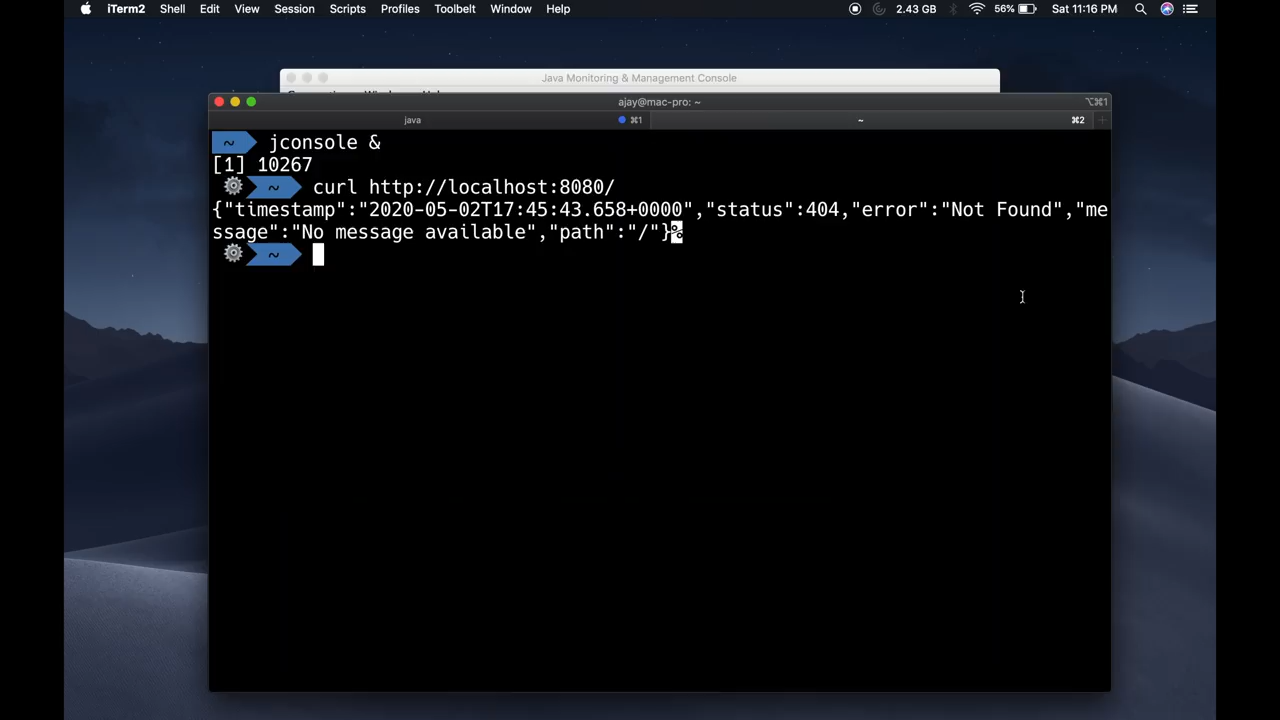 iTerm2 Shell Edit View Session Scripts Profiles Toolbelt Window Help 2.43 GB 56% Sat 11:16 PM
Java Monitoring & Management Console
ajay@mac-pro: ~ ⌥⌘1
java ⌘1 ~ ⌘2 +
~ jconsole &
[1] 10267
~ curl http://localhost:8080/
{"timestamp":"2020-05-02T17:45:43.658+0000","status":404,"error":"Not Found","me
ssage":"No message available","path":"/"}%
~